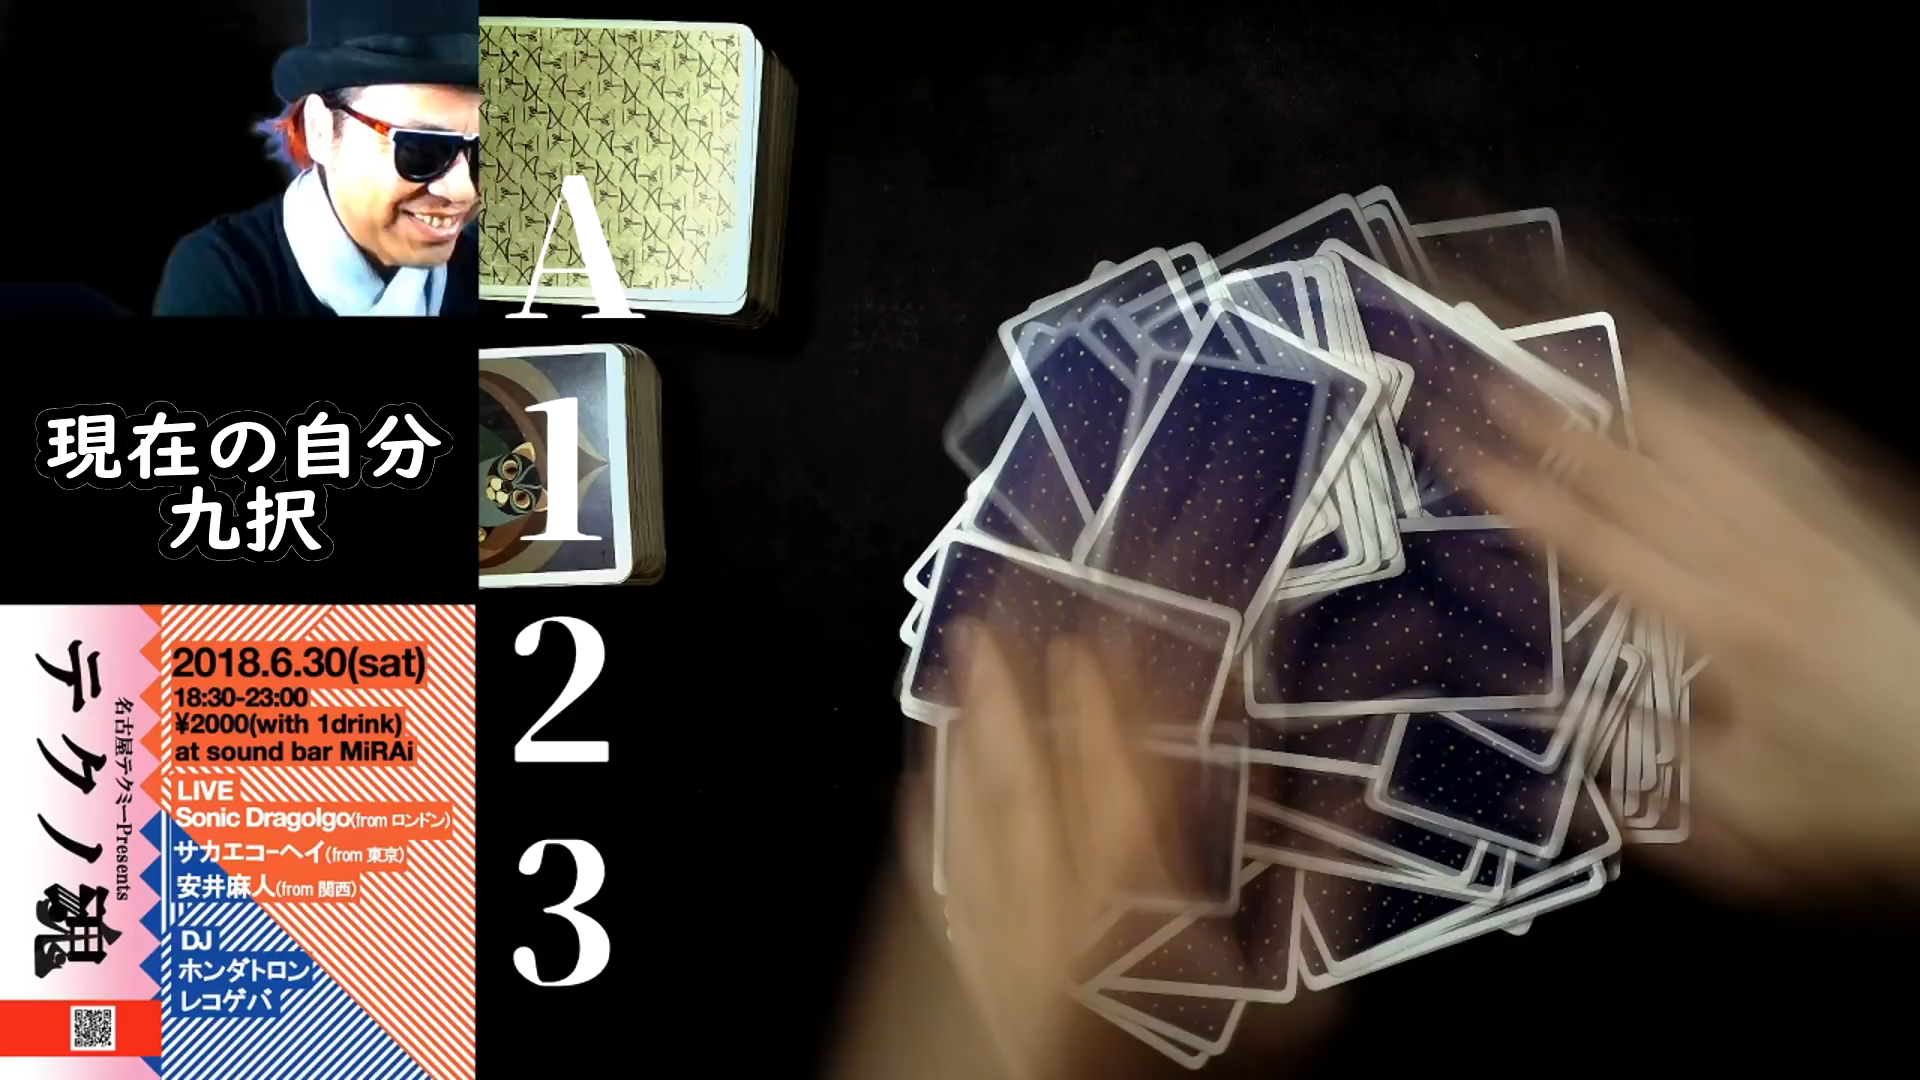 現在の自分
九択
A
1
2
3
テクノ魂
名古屋テクミーPresents
2018.6.30(sat)
18:30-23:00
¥2000(with 1drink)
at sound bar MiRAi
LIVE
Sonic Dragolgo(from ロンドン)
サカエコーヘイ(from 東京)
安井麻人(from 関西)
DJ
ホンダトロン
レコゲバ